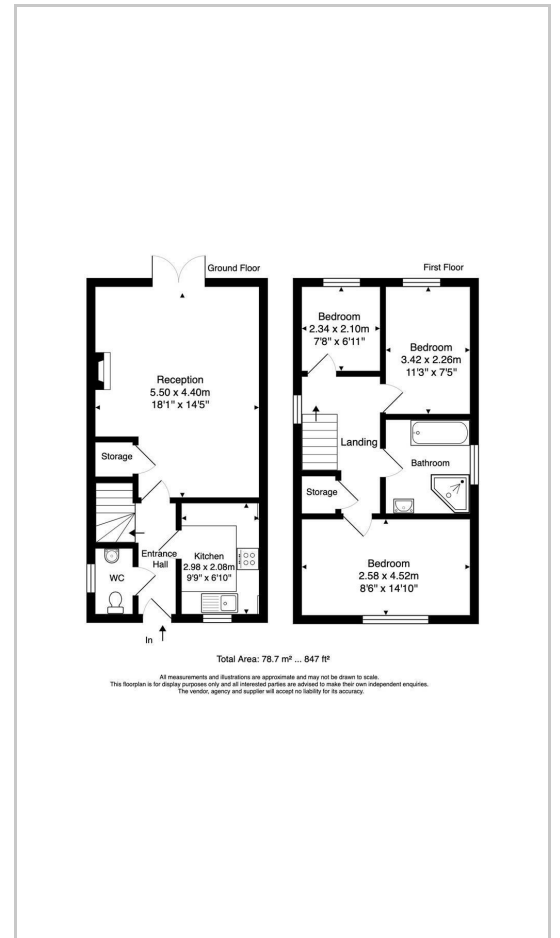 Ground Floor
Reception
5.50 x 4.40m
18'1" x 14'5"
Storage
Entrance
Hall
WC
Kitchen
2.98 x 2.08m
9'9" x 6'10"
In
First Floor
Bedroom
2.34 x 2.10m
7'8" x 6'11"
Bedroom
3.42 x 2.26m
11'3" x 7'5"
Landing
Bathroom
Storage
Bedroom
2.58 x 4.52m
8'6" x 14'10"
Total Area: 78.7 m² ... 847 ft²
All measurements and illustrations are approximate and may not be drawn to scale.
This floorplan is for display purposes only and all interested parties are advised to make their own independent enquiries.
The vendor, agency and supplier will accept no liability for its accuracy.